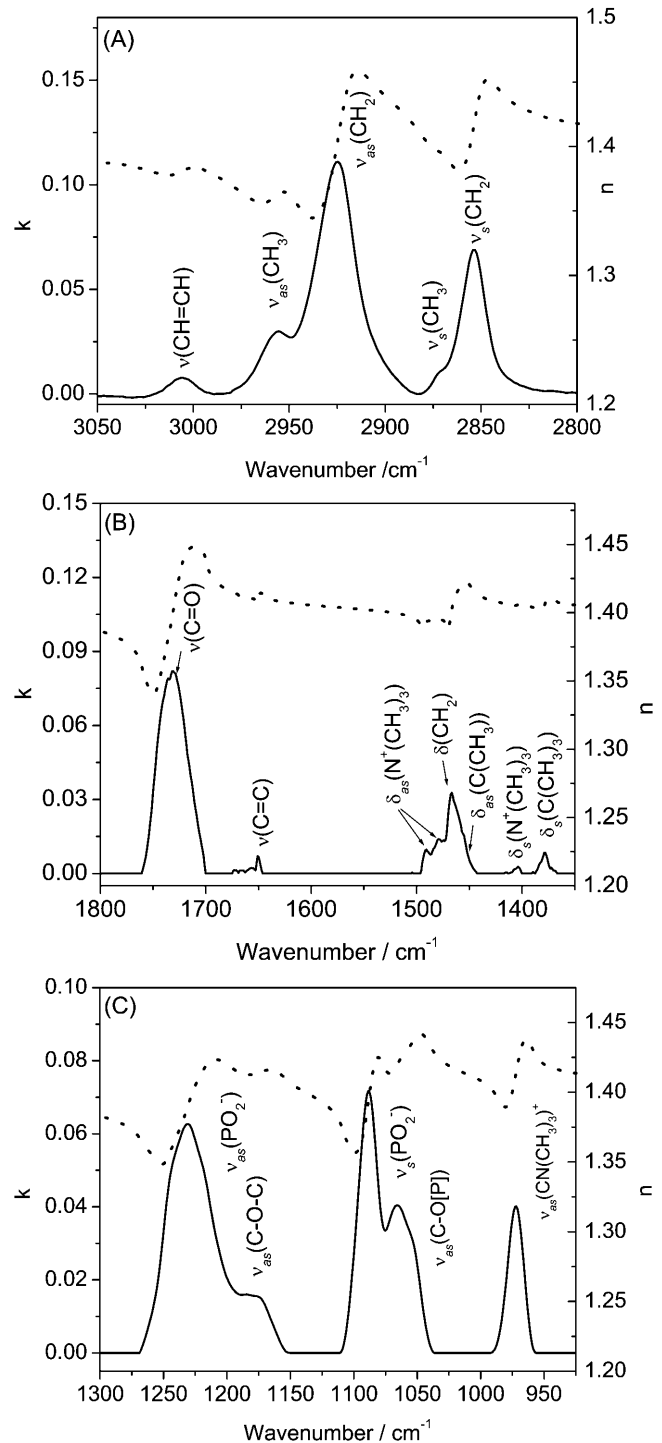 (A)
0.15
0.10
0.05
0.00
k
1.5
1.4
1.3
1.2
n
ν(CH=CH)
νas(CH3)
νas(CH2)
νs(CH3)
νs(CH2)
3050 3000 2950 2900 2850 2800
Wavenumber /cm-1
(B)
0.15
0.12
0.09
0.06
0.03
0.00
k
1.45
1.40
1.35
1.30
1.25
1.20
n
ν(C=O)
ν(C=C)
δas(N+(CH3)3)
δ(CH2)
δas(C(CH3))
δs(N+(CH3)3)
δs(C(CH3)3)
1800 1700 1600 1500 1400
Wavenumber / cm-1
(C)
0.10
0.08
0.06
0.04
0.02
0.00
k
1.45
1.40
1.35
1.30
1.25
1.20
n
νas(PO2-)
νas(C-O-C)
νs(PO2-)
νas(C-O[P])
νas(CN(CH3)3)+
1300 1250 1200 1150 1100 1050 1000 950
Wavenumber / cm-1